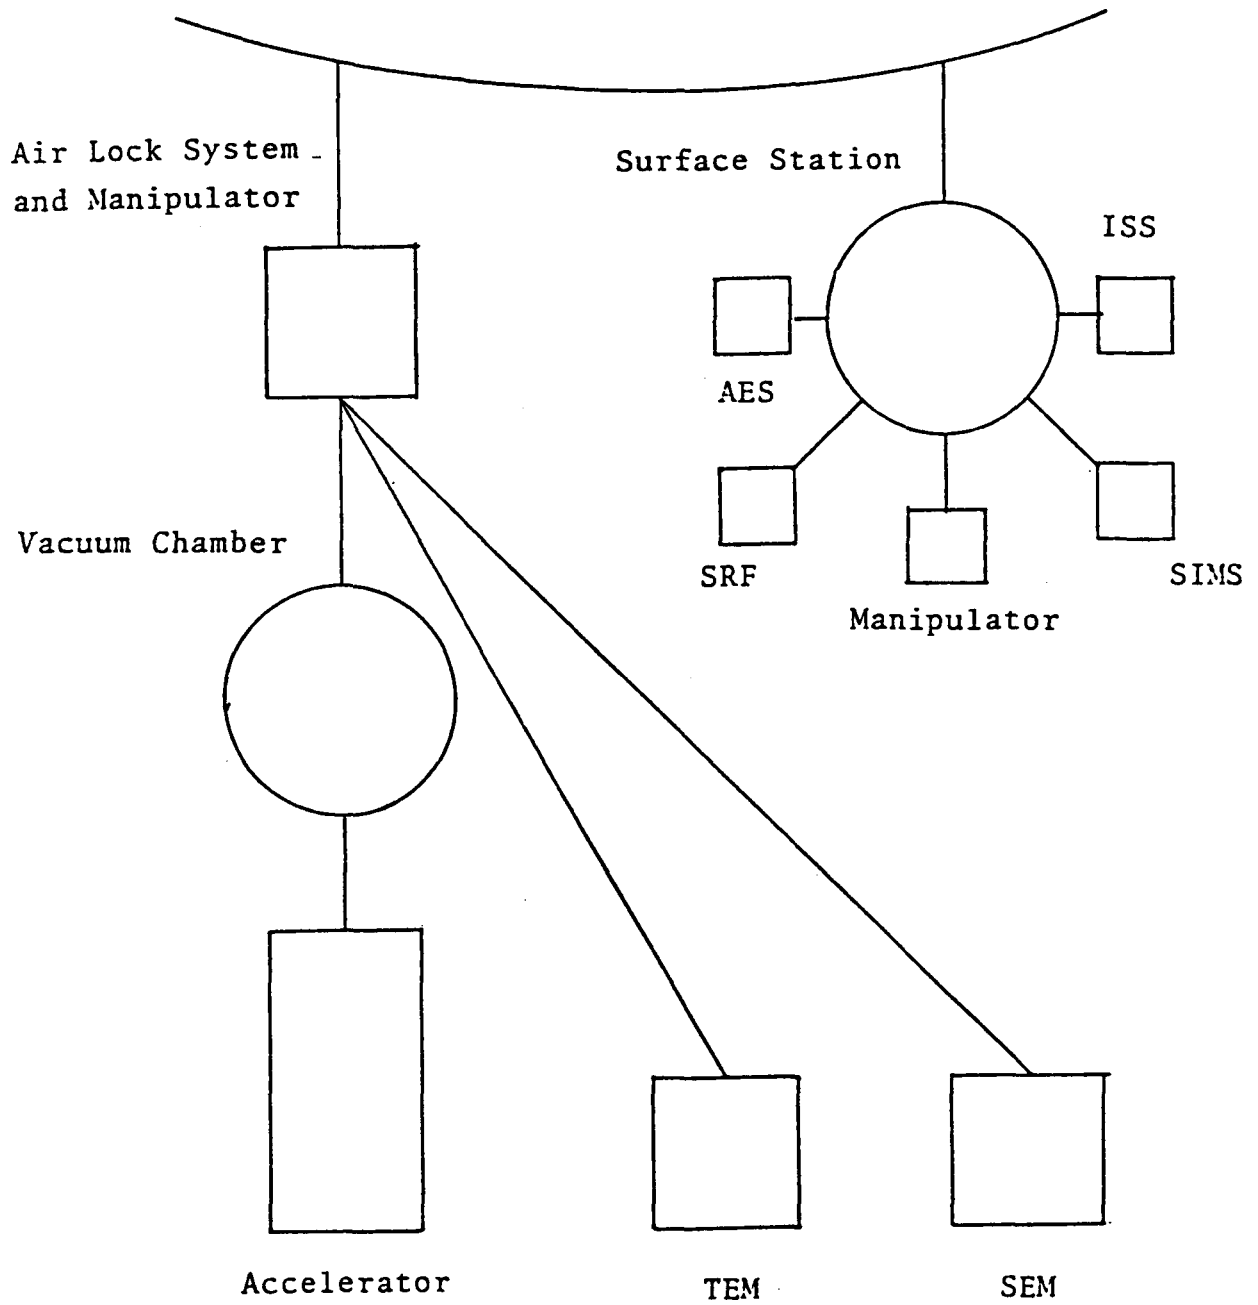 Air Lock System
and Manipulator
Surface Station
ISS
AES
SRF
SIMS
Manipulator
Vacuum Chamber
Accelerator
TEM
SEM